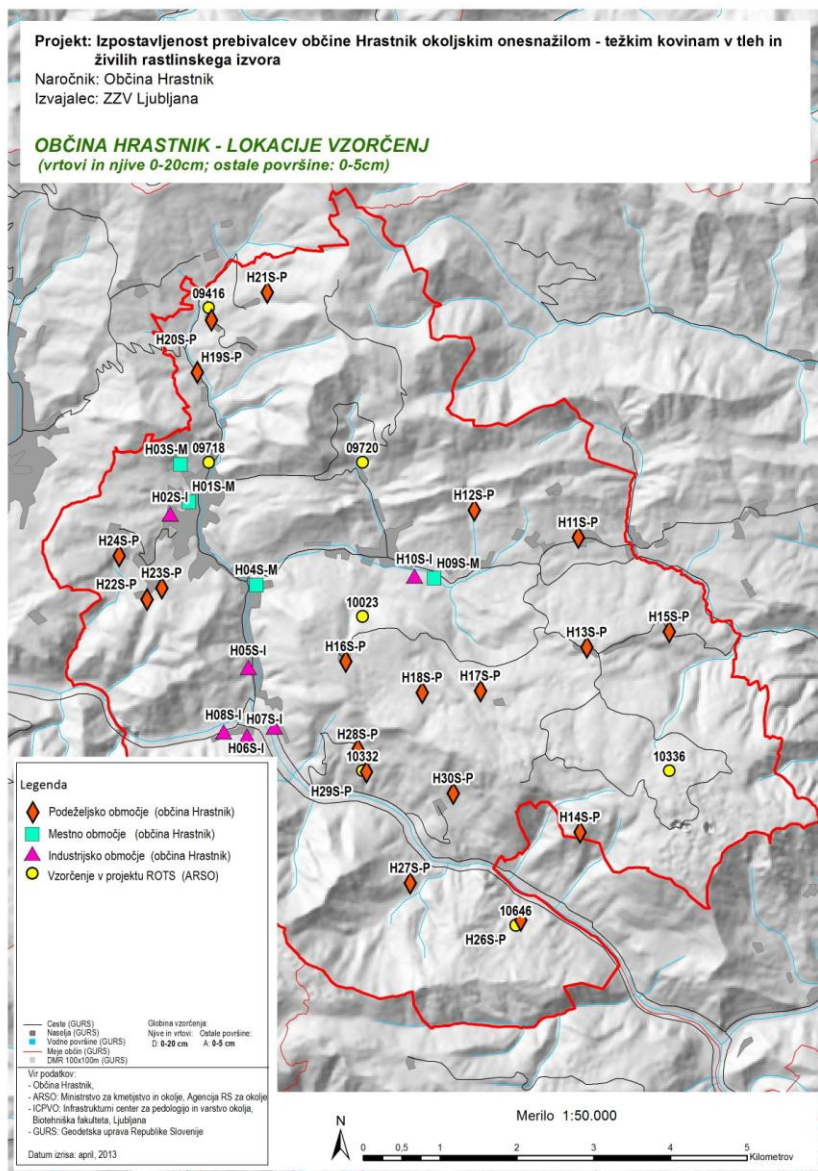 Projekt: Izpostavljenost prebivalcev občine Hrastnik okoljskim onesnažilom - težkim kovinam v tleh in
živilih rastlinskega izvora
Naročnik: Občina Hrastnik
Izvajalec: ZZV Ljubljana
OBČINA HRASTNIK - LOKACIJE VZORČENJ
(vrtovi in njive 0-20cm; ostale površine: 0-5cm)
H21S-P
09416
H20S-P
H19S-P
H03S-M
09718
09720
H01S-M
H02S-I
H12S-P
H11S-P
H24S-P
H23S-P
H22S-P
H04S-M
H10S-I
H09S-M
10023
H15S-P
H13S-P
H16S-P
H05S-I
H18S-P
H17S-P
H08S-I
H07S-I
H06S-I
H28S-P
10332
10336
H29S-P
H30S-P
H14S-P
H27S-P
10646
H26S-P
Legenda
Podeželjsko območje (občina Hrastnik)
Mestno območje (občina Hrastnik)
Industrijsko območje (občina Hrastnik)
Vzorčenje v projektu ROTS (ARSO)
Ceste (GURS)
Naselja (GURS)
Vodne površine (GURS)
Meje občin (GURS)
DMR 100x100m (GURS)
Globina vzorčenja:
Njive in vrtovi: Ostale površine:
D: 0-20 cm A: 0-5 cm
Vir podatkov:
- Občina Hrastnik,
- ARSO: Ministrstvo za kmetijstvo in okolje, Agencija RS za okolje
- ICPVO: Infrastrukturni center za pedologijo in varstvo okolja,
Biotehniška fakulteta, Ljubljana
- GURS: Geodetska uprava Republike Slovenije
Datum izrisa: april, 2013
N
Merilo 1:50.000
0 0,5 1 2 3 4 5
Kilometrov